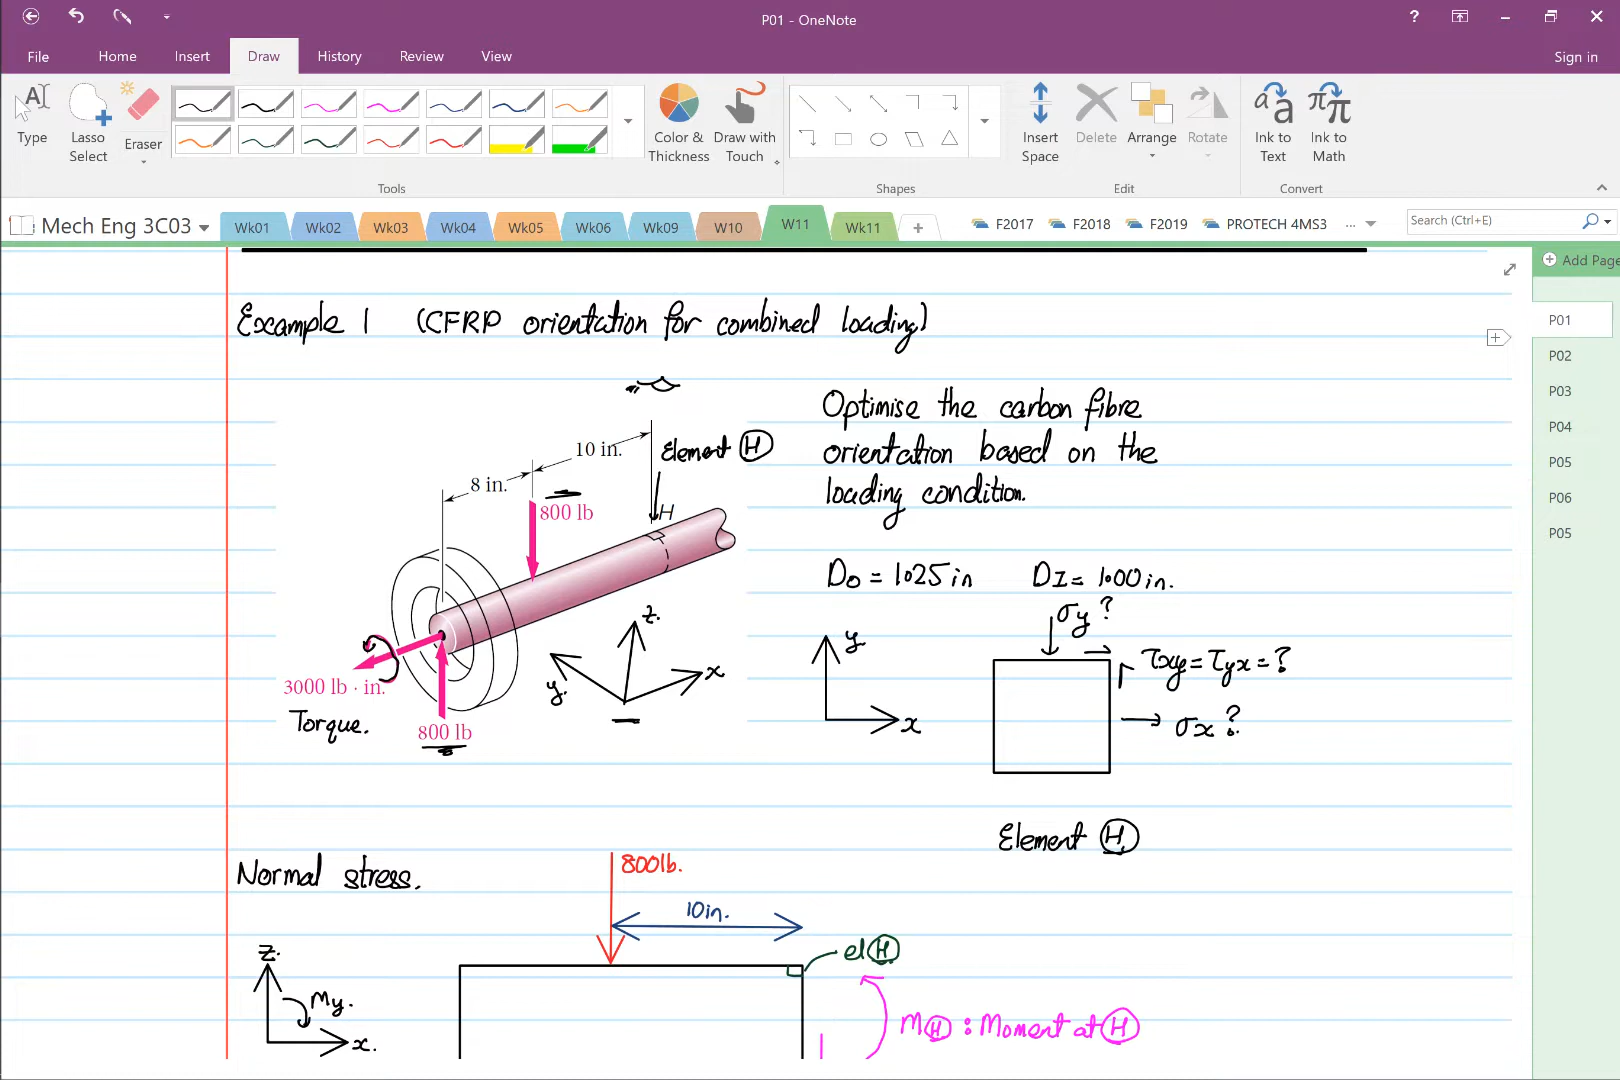 P01 - OneNote
?
File
Home
Insert
Draw
History
Review
View
Sign in
Type
Lasso
Select
Eraser
Color &
Thickness
Draw with
Touch
Insert
Space
Delete
Arrange
Rotate
Ink to
Text
Ink to
Math
Tools
Shapes
Edit
Convert
Mech Eng 3C03
Wk01
Wk02
Wk03
Wk04
Wk05
Wk06
Wk09
W10
W11
Wk11
F2017
F2018
F2019
PROTECH 4MS3
...
Search (Ctrl+E)
Add Page
P01
P02
P03
P04
P05
P06
P05
Example 1 (CFRP orientation for combined loading)
Optimise the carbon fibre
orientation based on the
loading condition.
10 in.
Element H
8 in.
800 lb
H
Do = 1.025 in
DI = 1.00 in.
σy ?
z.
y
τxy = τyx = ?
x
y.
3000 lb · in.
Torque.
800 lb
x
σx ?
Element H
Normal stress.
800lb.
10in.
el H
z.
My.
x.
M H : Moment at H